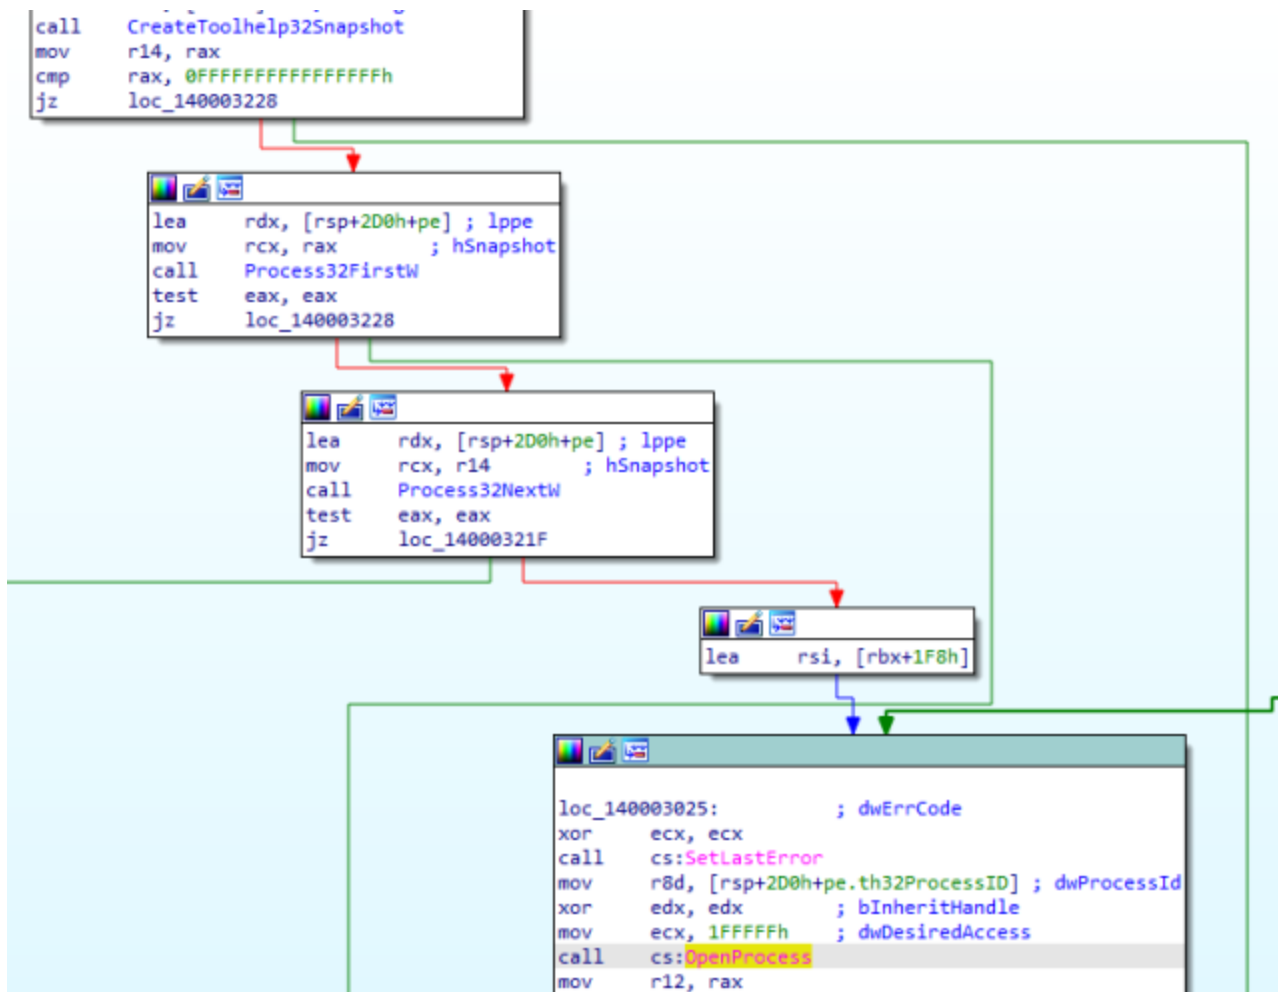 call CreateToolhelp32Snapshot
mov r14, rax
cmp rax, 0FFFFFFFFFFFFFFFFh
jz loc_140003228
lea rdx, [rsp+2D0h+pe] ; lppe
mov rcx, rax ; hSnapshot
call Process32FirstW
test eax, eax
jz loc_140003228
lea rdx, [rsp+2D0h+pe] ; lppe
mov rcx, r14 ; hSnapshot
call Process32NextW
test eax, eax
jz loc_14000321F
lea rsi, [rbx+1F8h]
loc_140003025: ; dwErrCode
xor ecx, ecx
call cs:SetLastError
mov r8d, [rsp+2D0h+pe.th32ProcessID] ; dwProcessId
xor edx, edx ; bInheritHandle
mov ecx, 1FFFFFh ; dwDesiredAccess
call cs:OpenProcess
mov r12, rax